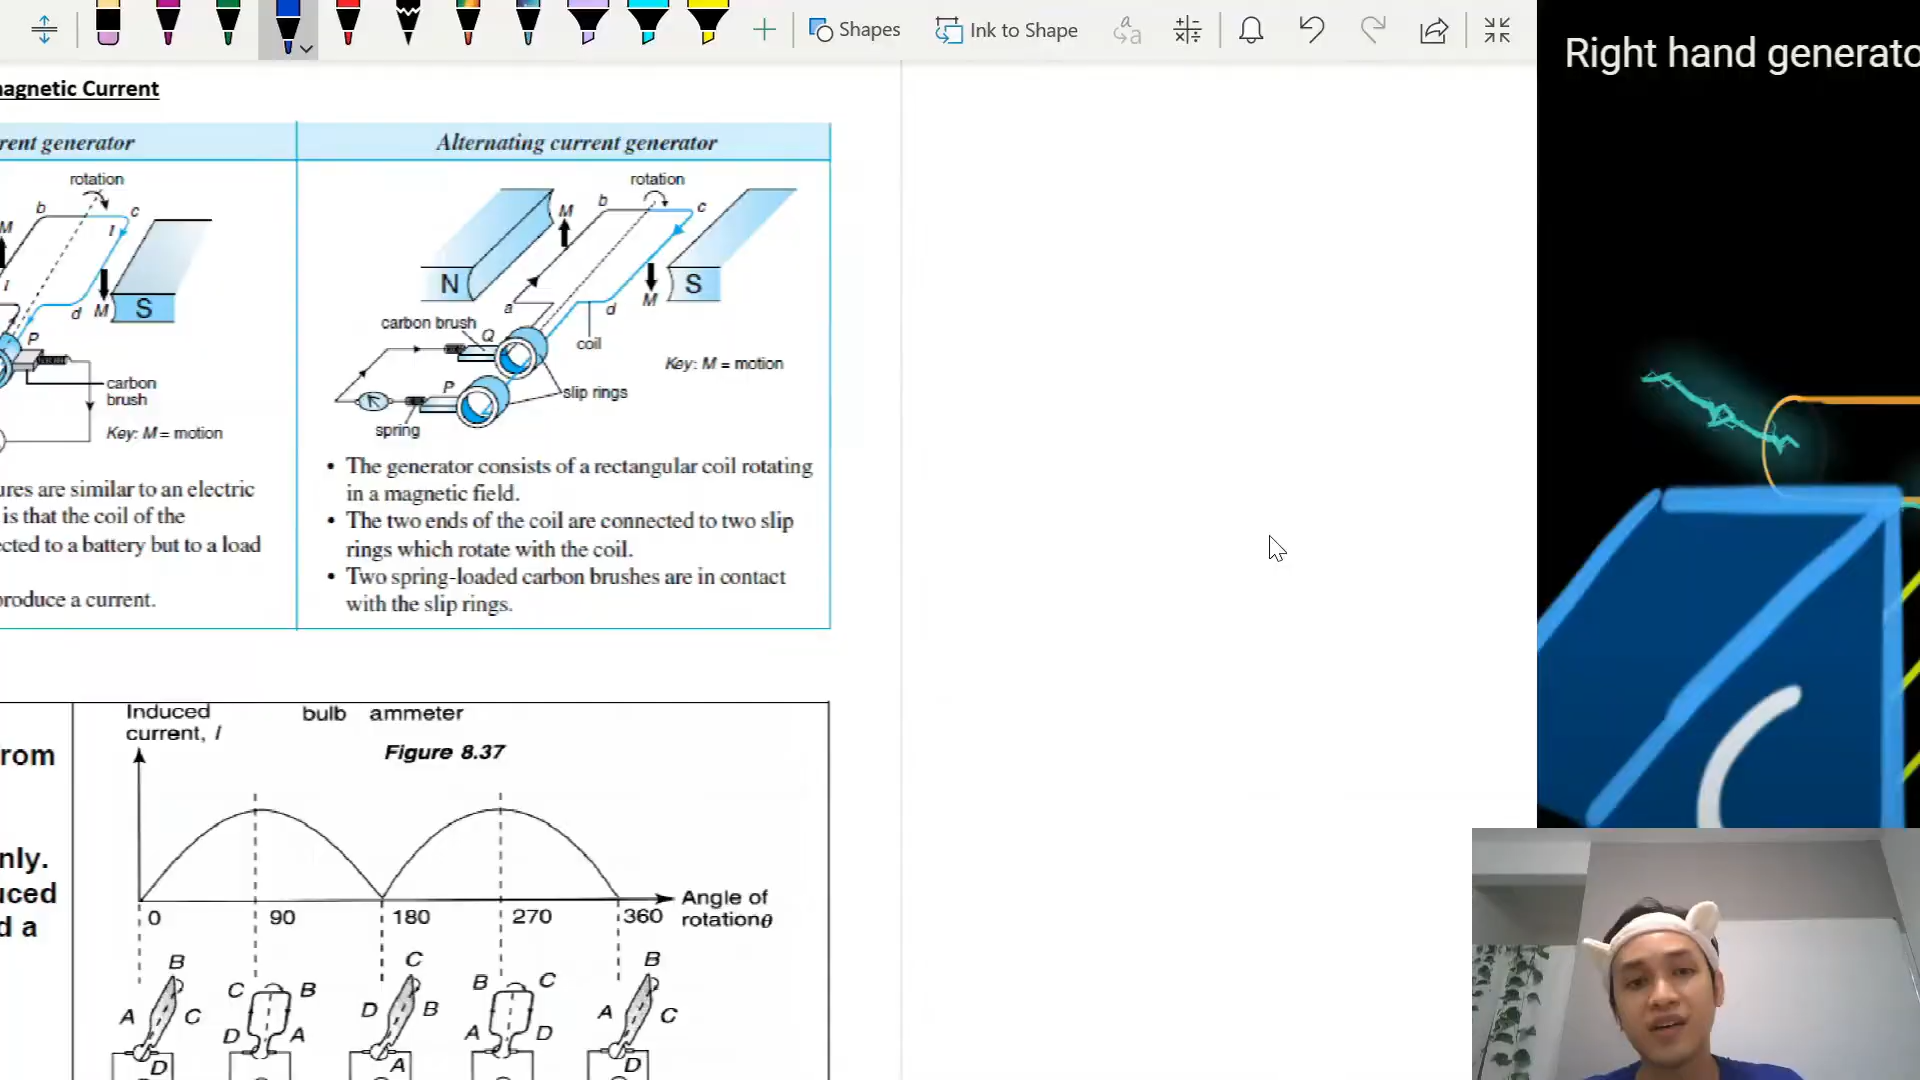 Shapes
Ink to Shape
Right hand generato
agnetic Current
rent generator
Alternating current generator
rotation
b
c
I
M
I
M
d
S
P
carbon
brush
Key: M = motion
ures are similar to an electric
is that the coil of the
cted to a battery but to a load
roduce a current.
rotation
M
b
c
N
S
M
a
d
carbon brush
Q
coil
Key: M = motion
P
slip rings
spring
• The generator consists of a rectangular coil rotating
in a magnetic field.
• The two ends of the coil are connected to two slip
rings which rotate with the coil.
• Two spring-loaded carbon brushes are in contact
with the slip rings.
rom
nly.
uced
d a
Induced
current, I
bulb ammeter
Figure 8.37
Angle of
rotationθ
0 90 180 270 360
B
A C
D
C B
D A
C
D B
A
B C
A D
B
A C
D